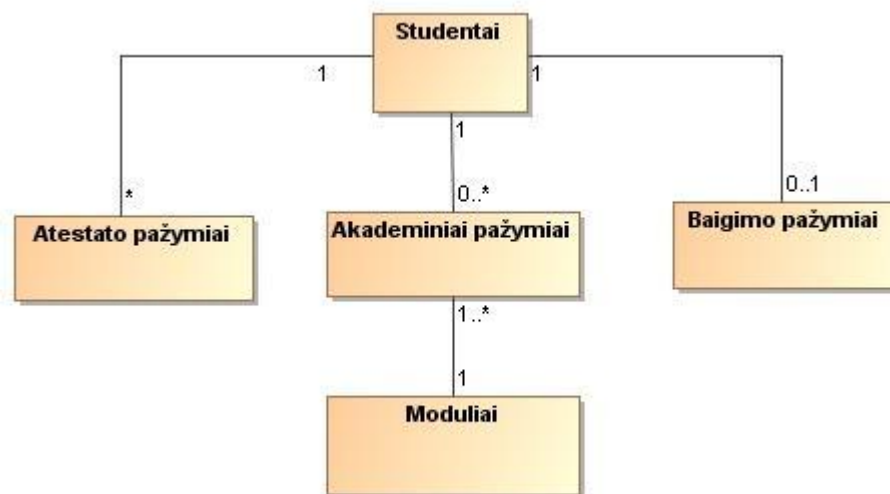 Studentai
1
1
1
*
0..*
0..1
Atestato pažymiai
Akademiniai pažymiai
Baigimo pažymiai
1..*
1
Moduliai